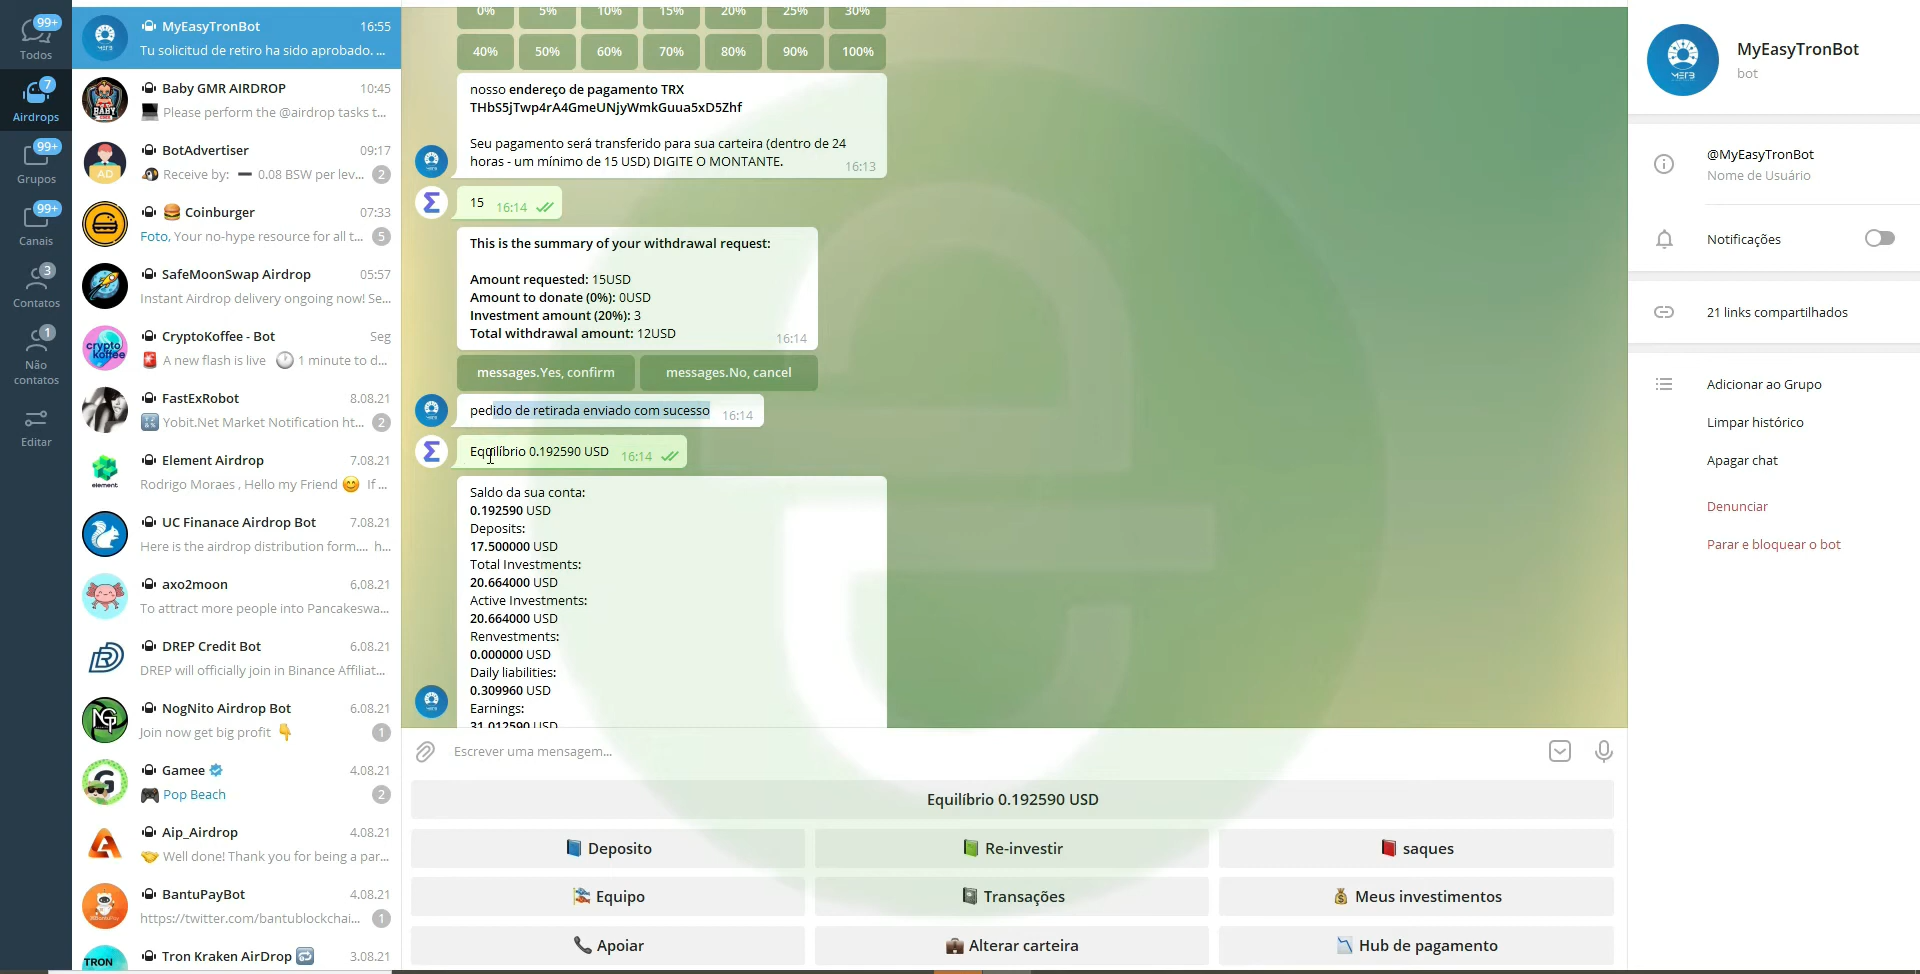 99+
Todos
7
Airdrops
99+
Grupos
99+
Canais
3
Contatos
1
Não
contatos
Editar
MyEasyTronBot 16:55
Tu solicitud de retiro ha sido aprobado. ...
Baby GMR AIRDROP 10:45
Please perform the @airdrop tasks t...
BotAdvertiser 09:17
Receive by: — 0.08 BSW per lev... 2
Coinburger 07:33
Foto, Your no-hype resource for all t... 5
SafeMoonSwap Airdrop 05:57
Instant Airdrop delivery ongoing now! Se...
CryptoKoffee - Bot Seg
A new flash is live 1 minute to d...
FastExRobot 8.08.21
Yobit.Net Market Notification ht... 2
Element Airdrop 7.08.21
Rodrigo Moraes , Hello my Friend 😊 If ...
UC Finanace Airdrop Bot 7.08.21
Here is the airdrop distribution form.... h...
axo2moon 6.08.21
To attract more people into Pancakeswa...
DREP Credit Bot 6.08.21
DREP will officially join in Binance Affiliat...
NogNito Airdrop Bot 6.08.21
Join now get big profit 👇 1
Gamee 4.08.21
Pop Beach 2
Aip_Airdrop 4.08.21
Well done! Thank you for being a par...
BantuPayBot 4.08.21
https://twitter.com/bantublockchai... 1
Tron Kraken AirDrop 3.08.21
0% 5% 10% 15% 20% 25% 30%
40% 50% 60% 70% 80% 90% 100%
nosso endereço de pagamento TRX
THbS5jTwp4rA4GmeUNjyWmkGuua5xD5Zhf
Seu pagamento será transferido para sua carteira (dentro de 24
horas - um mínimo de 15 USD) DIGITE O MONTANTE. 16:13
15 16:14
This is the summary of your withdrawal request:
Amount requested: 15USD
Amount to donate (0%): 0USD
Investment amount (20%): 3
Total withdrawal amount: 12USD 16:14
messages.Yes, confirm messages.No, cancel
pedido de retirada enviado com sucesso 16:14
Equilíbrio 0.192590 USD 16:14
Saldo da sua conta:
0.192590 USD
Deposits:
17.500000 USD
Total Investments:
20.664000 USD
Active Investments:
20.664000 USD
Renvestments:
0.000000 USD
Daily liabilities:
0.309960 USD
Earnings:
31.012590 USD
Escrever uma mensagem...
Equilíbrio 0.192590 USD
Deposito Re-investir saques
Equipo Transações Meus investimentos
Apoiar Alterar carteira Hub de pagamento
MyEasyTronBot
bot
@MyEasyTronBot
Nome de Usuário
Notificações
21 links compartilhados
Adicionar ao Grupo
Limpar histórico
Apagar chat
Denunciar
Parar e bloquear o bot